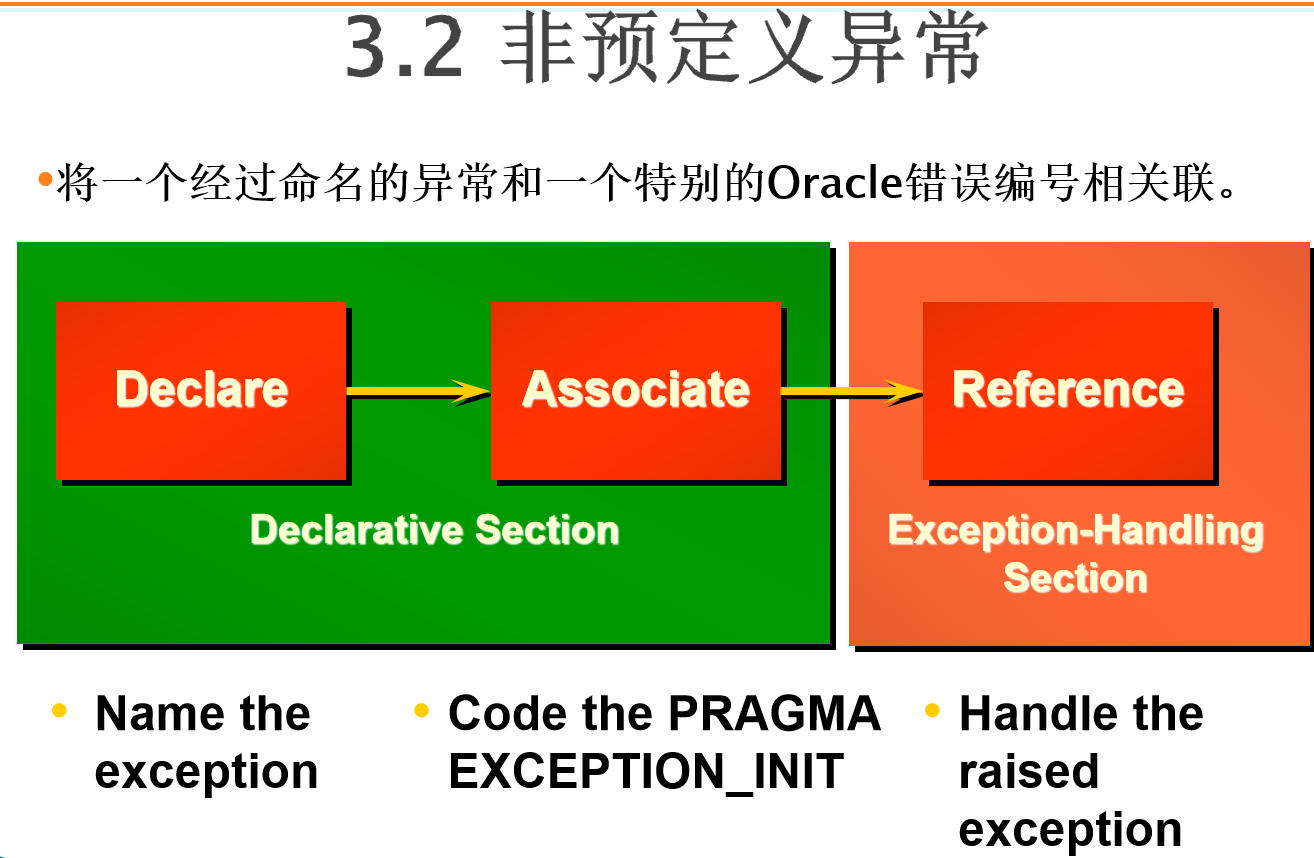 3.2 非预定义异常
•将一个经过命名的异常和一个特别的Oracle错误编号相关联。
Declare
Associate
Reference
Declarative Section
Exception-Handling
Section
• Name the
exception
• Code the PRAGMA
EXCEPTION_INIT
• Handle the
raised
exception